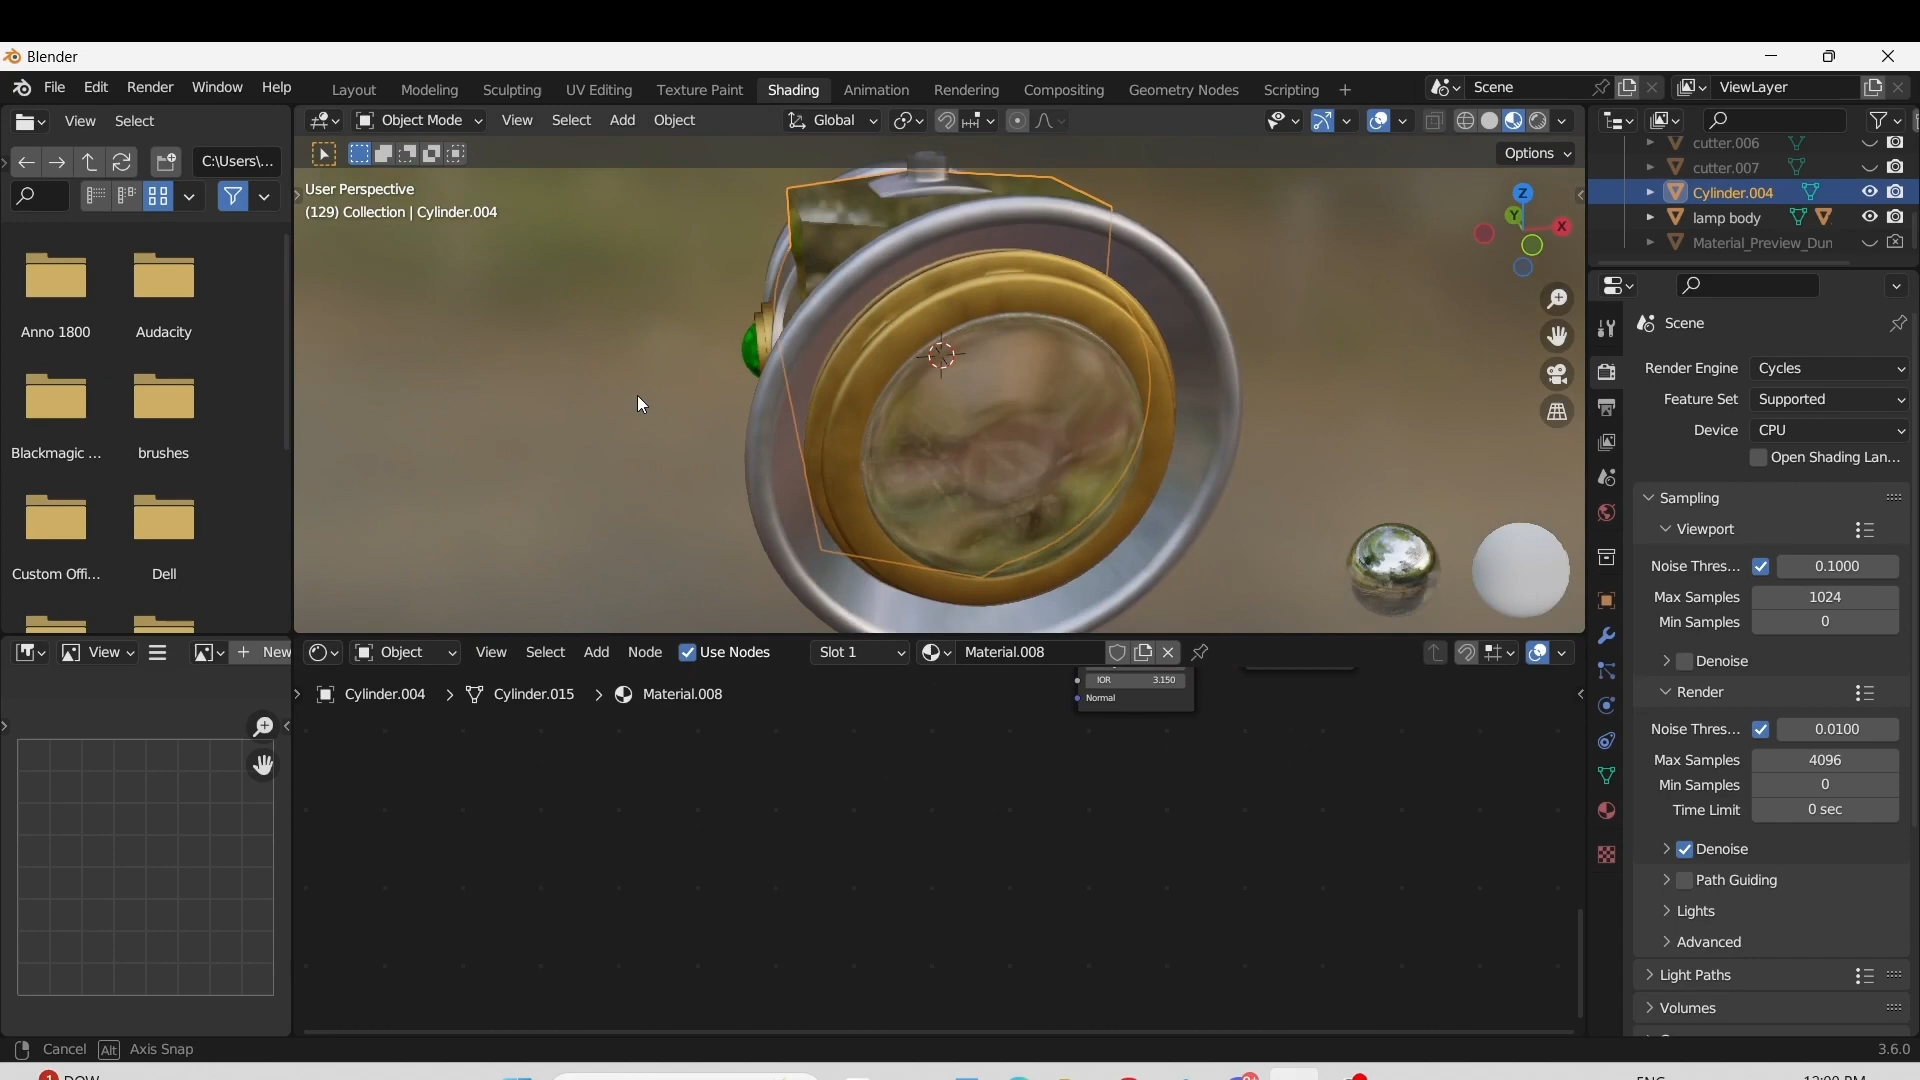 Blender
File Edit Render Window Help
Layout Modeling Sculpting UV Editing Texture Paint Shading Animation Rendering Compositing Geometry Nodes Scripting +
Scene
ViewLayer
View Select
Object Mode View Select Add Object
Global
C:\Users\...
Options
User Perspective
(129) Collection | Cylinder.004
Z
Y
X
Anno 1800
Audacity
Blackmagic ...
brushes
Custom Offi...
Dell
cutter.006
cutter.007
Cylinder.004
lamp body
Material_Preview_Dun
Scene
Render Engine Cycles
Feature Set Supported
Device CPU
Open Shading Lan...
Sampling
Viewport
Noise Thres... 0.1000
Max Samples 1024
Min Samples 0
Denoise
Render
Noise Thres... 0.0100
Max Samples 4096
Min Samples 0
Time Limit 0 sec
Denoise
Path Guiding
Lights
Advanced
Light Paths
Volumes
View
+ New
Object View Select Add Node Use Nodes Slot 1 Material.008
IOR 3.150
Normal
Cylinder.004 > Cylinder.015 > Material.008
Cancel Alt Axis Snap
3.6.0